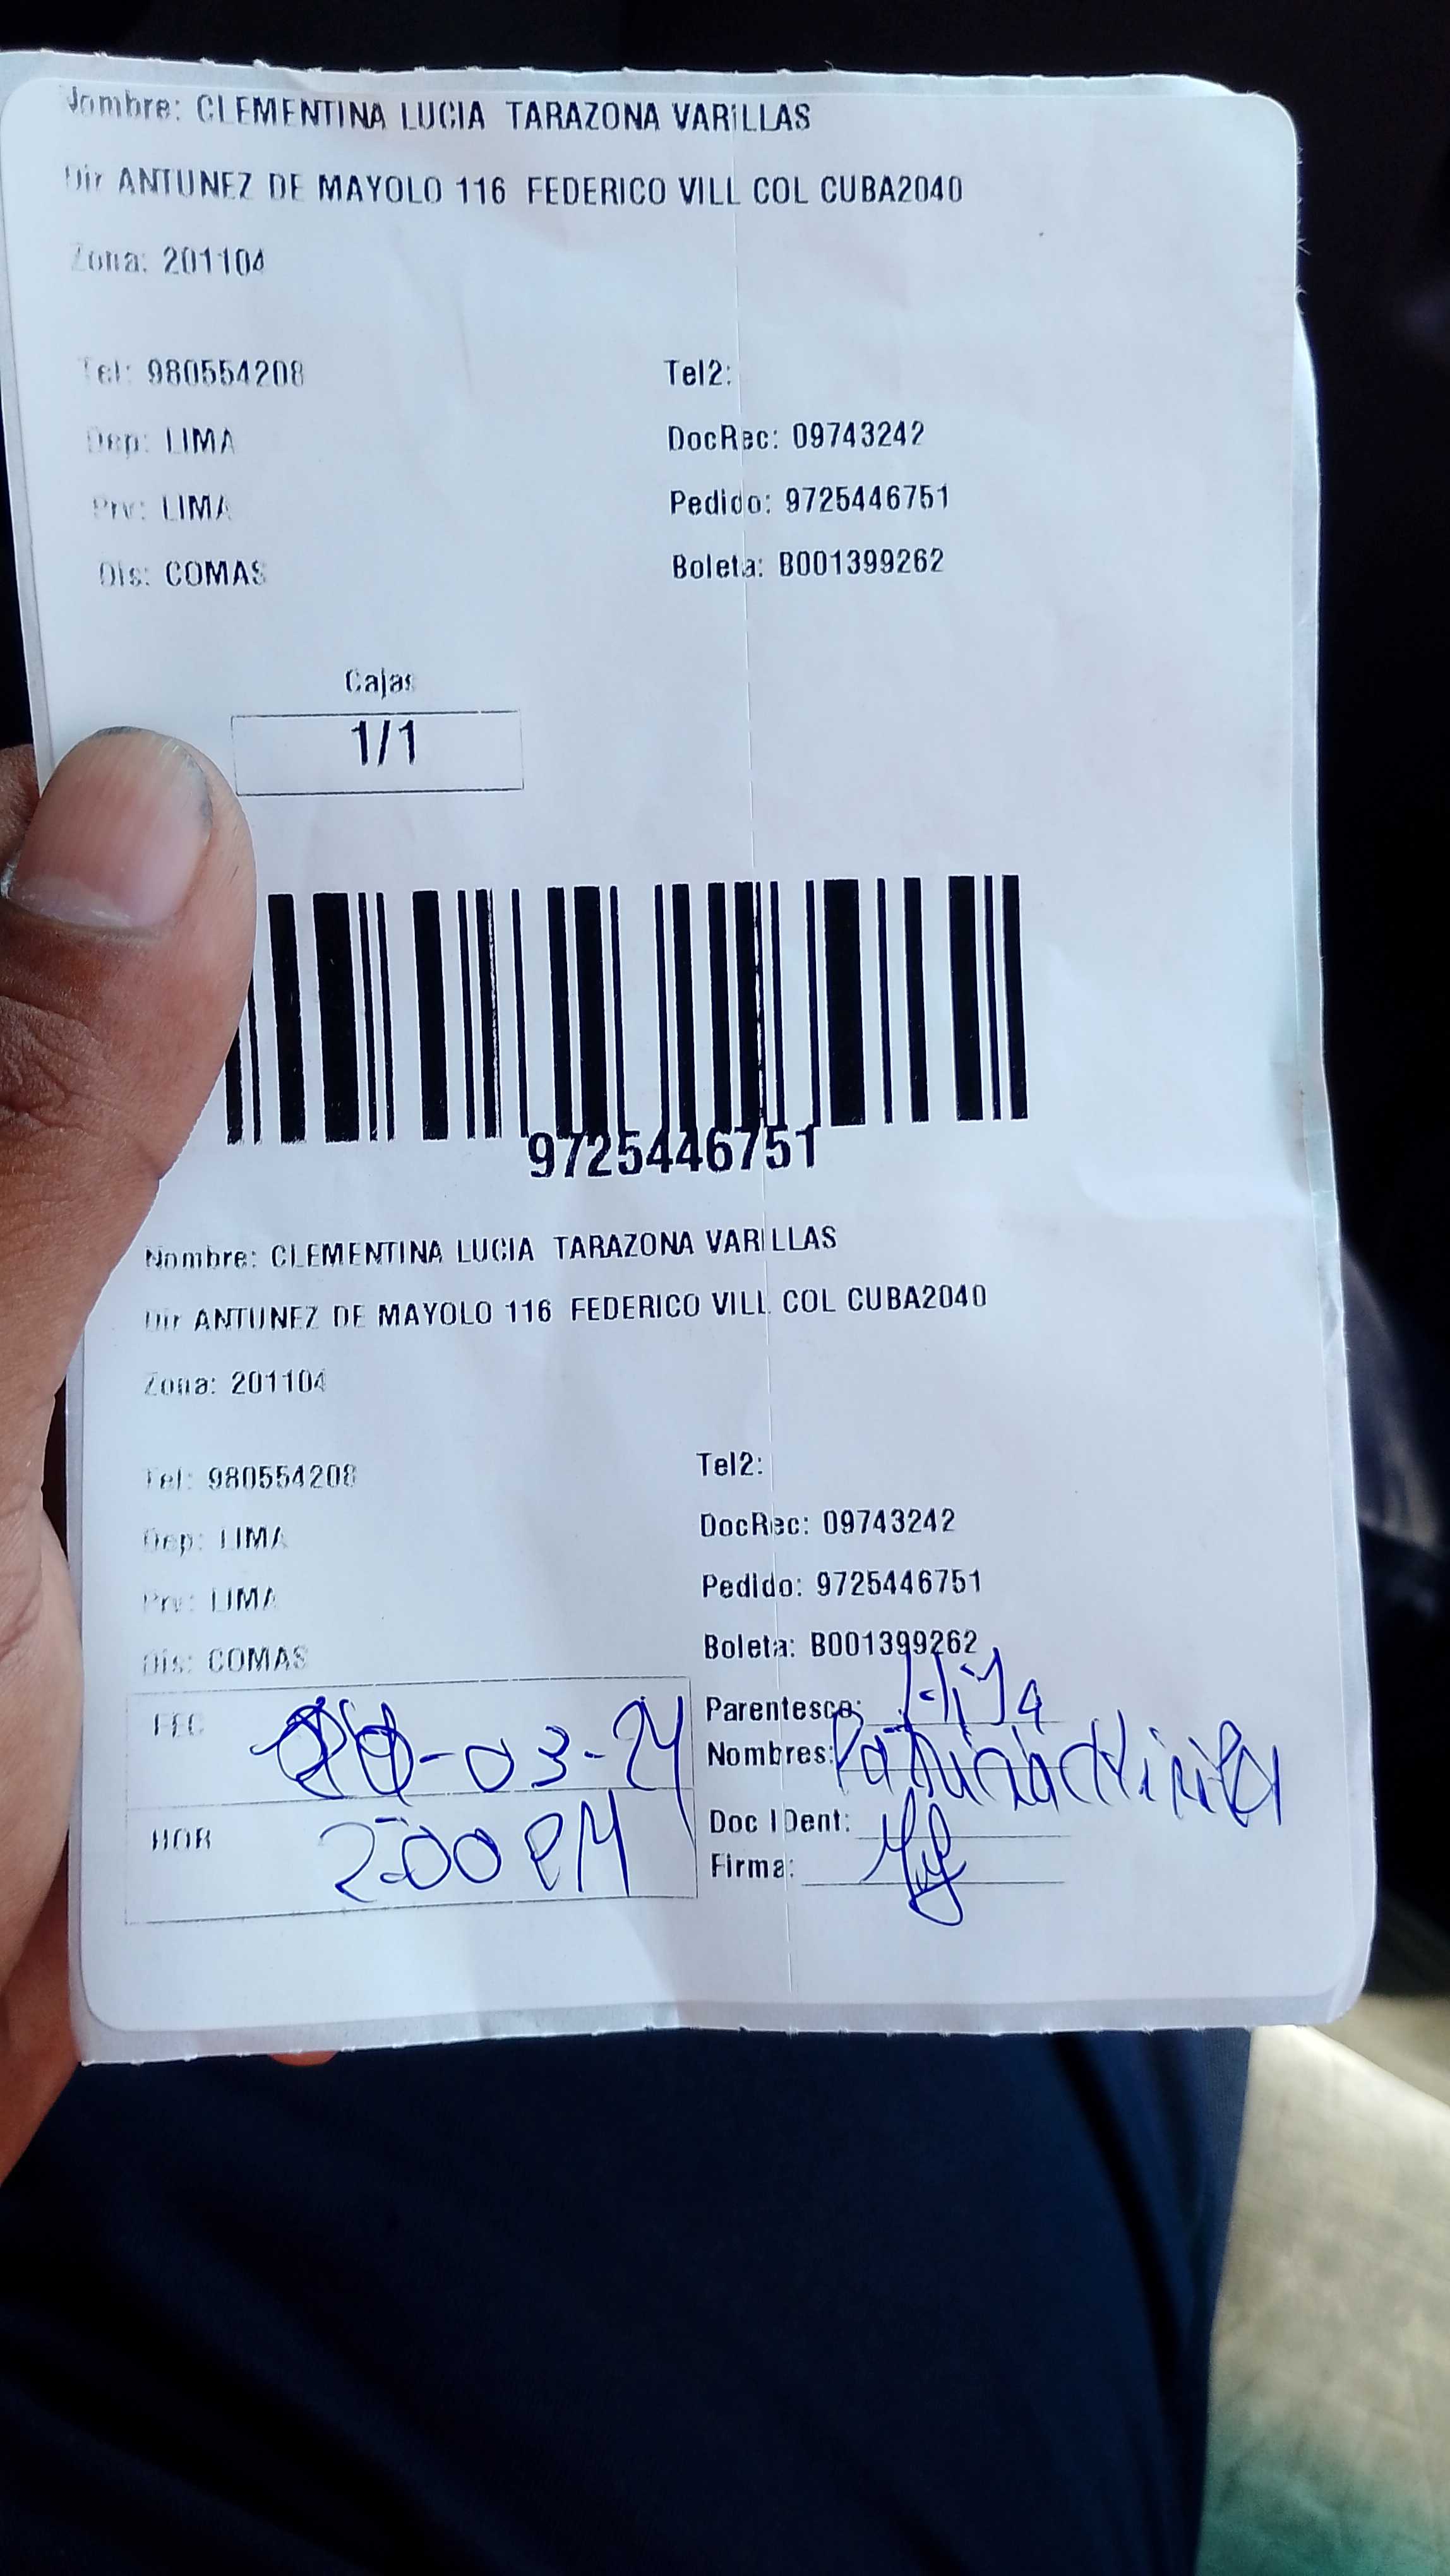 Nombre: CLEMENTINA LUCIA TARAZONA VARILLAS
Dir ANTUNEZ DE MAYOLO 116 FEDERICO VILL COL CUBA2040
Zona: 201104
Tel: 980554208 Tel2:
Dep: LIMA DocRec: 09743242
Prv: LIMA Pedido: 9725446751
Dis: COMAS Boleta: B001399262
Cajas
1/1
9725446751
Nombre: CLEMENTINA LUCIA TARAZONA VARILLAS
Dir ANTUNEZ DE MAYOLO 116 FEDERICO VILL COL CUBA2040
Zona: 201104
Tel: 980554208 Tel2:
Dep: LIMA DocRec: 09743242
Prv: LIMA Pedido: 9725446751
Dis: COMAS Boleta: B001399262
FEC -03-24 Parentesco: Hija
Nombres:
HOR 2:00 PM Doc IDent:
Firma: